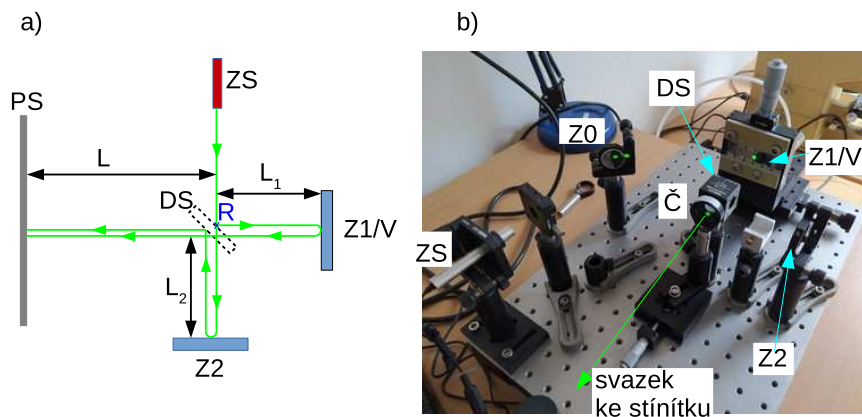 a)
ZS
PS
L
L1
DS
R
Z1/V
L2
Z2
b)
DS
Z0
Z1/V
Č
ZS
Z2
svazek
ke stínítku